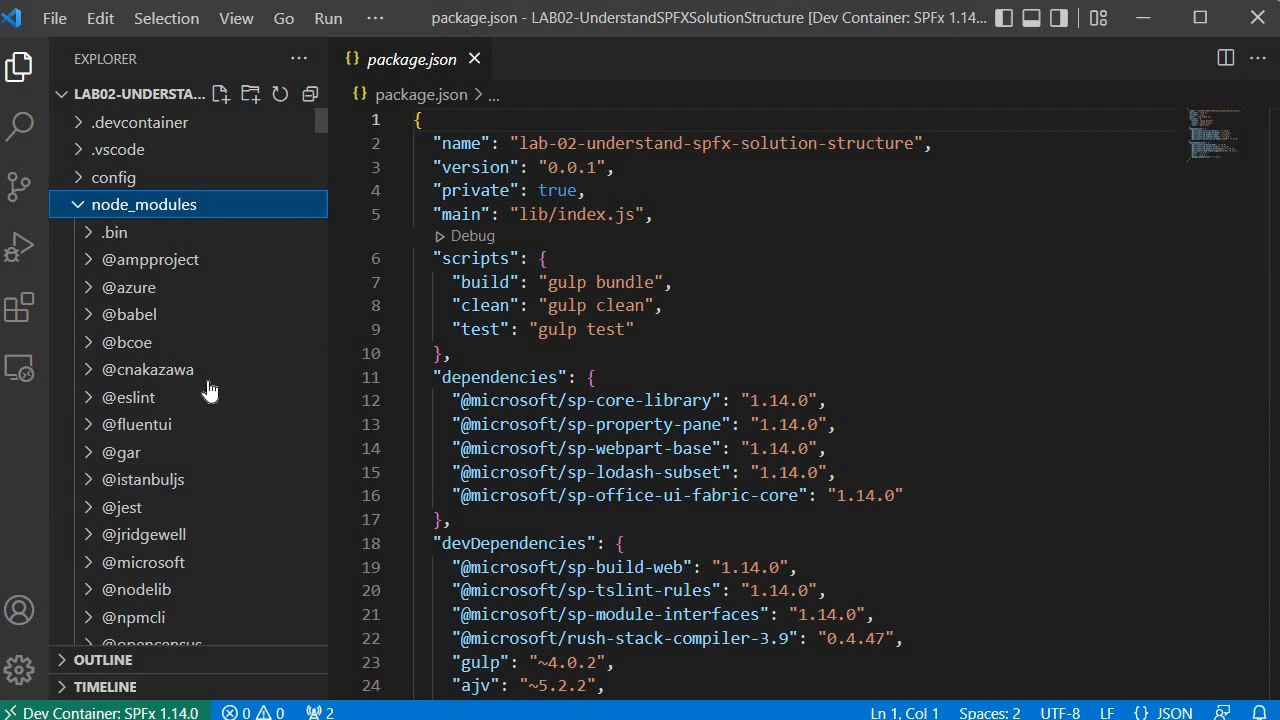 File Edit Selection View Go Run ··· package.json - LAB02-UnderstandSPFXSolutionStructure [Dev Container: SPFx 1.14...
EXPLORER ···
LAB02-UNDERSTA...
.devcontainer
.vscode
config
node_modules
.bin
@ampproject
@azure
@babel
@bcoe
@cnakazawa
@eslint
@fluentui
@gar
@istanbuljs
@jest
@jridgewell
@microsoft
@nodelib
@npmcli
@opencensus
OUTLINE
TIMELINE
{} package.json
{} package.json > ...
1 {
2 "name": "lab-02-understand-spfx-solution-structure",
3 "version": "0.0.1",
4 "private": true,
5 "main": "lib/index.js",
Debug
6 "scripts": {
7 "build": "gulp bundle",
8 "clean": "gulp clean",
9 "test": "gulp test"
10 },
11 "dependencies": {
12 "@microsoft/sp-core-library": "1.14.0",
13 "@microsoft/sp-property-pane": "1.14.0",
14 "@microsoft/sp-webpart-base": "1.14.0",
15 "@microsoft/sp-lodash-subset": "1.14.0",
16 "@microsoft/sp-office-ui-fabric-core": "1.14.0"
17 },
18 "devDependencies": {
19 "@microsoft/sp-build-web": "1.14.0",
20 "@microsoft/sp-tslint-rules": "1.14.0",
21 "@microsoft/sp-module-interfaces": "1.14.0",
22 "@microsoft/rush-stack-compiler-3.9": "0.4.47",
23 "gulp": "~4.0.2",
24 "ajv": "~5.2.2",
Dev Container: SPFx 1.14.0 0 0 2 Ln 1, Col 1 Spaces: 2 UTF-8 LF {} JSON